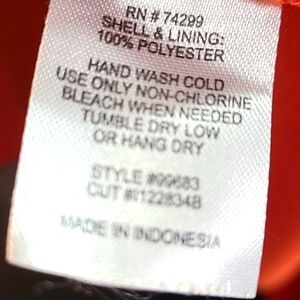 RN # 74299
SHELL & LINING:
100% POLYESTER
HAND WASH COLD
USE ONLY NON-CHLORINE
BLEACH WHEN NEEDED
TUMBLE DRY LOW
OR HANG DRY
STYLE #99683
CUT #I122834B
MADE IN INDONESIA